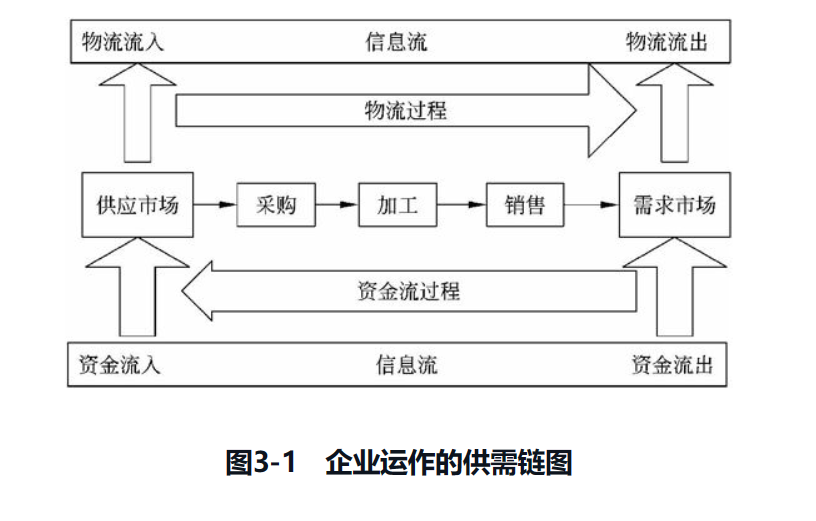 物流流入 信息流 物流流出
物流过程
供应市场 采购 加工 销售 需求市场
资金流过程
资金流入 信息流 资金流出
图3-1 企业运作的供需链图